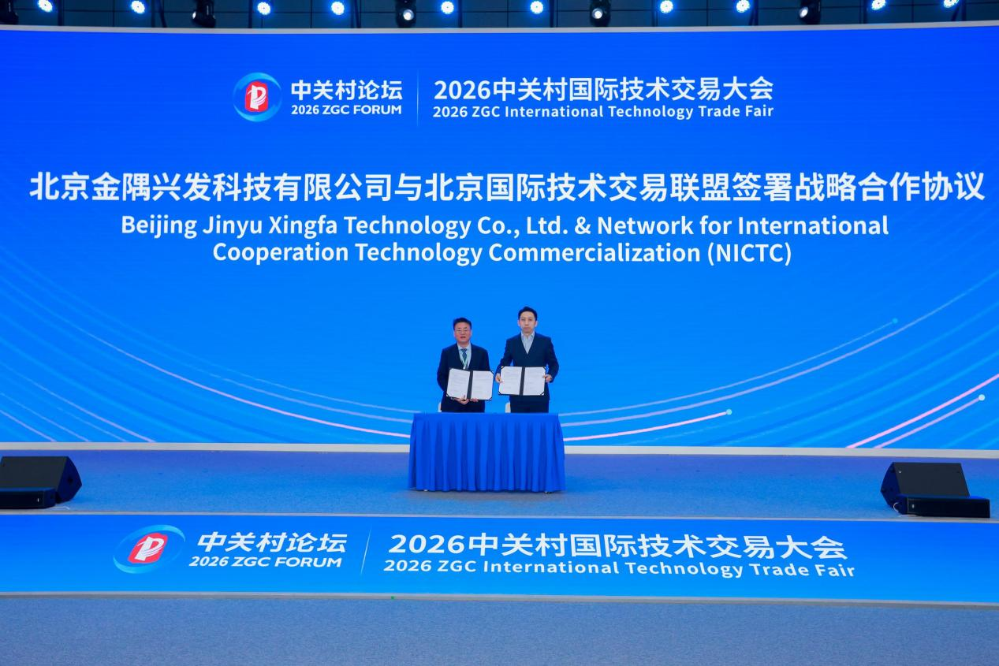 中关村论坛
2026 ZGC FORUM
2026中关村国际技术交易大会
2026 ZGC International Technology Trade Fair
北京金隅兴发科技有限公司与北京国际技术交易联盟签署战略合作协议
Beijing Jinyu Xingfa Technology Co., Ltd. & Network for International
Cooperation Technology Commercialization (NICTC)
中关村论坛
2026 ZGC FORUM
2026中关村国际技术交易大会
2026 ZGC International Technology Trade Fair